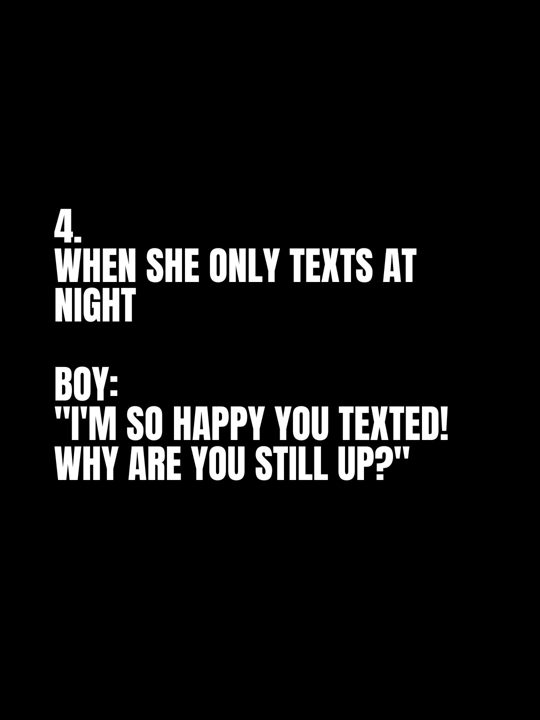 4.
WHEN SHE ONLY TEXTS AT
NIGHT
BOY:
"I'M SO HAPPY YOU TEXTED!
WHY ARE YOU STILL UP?"